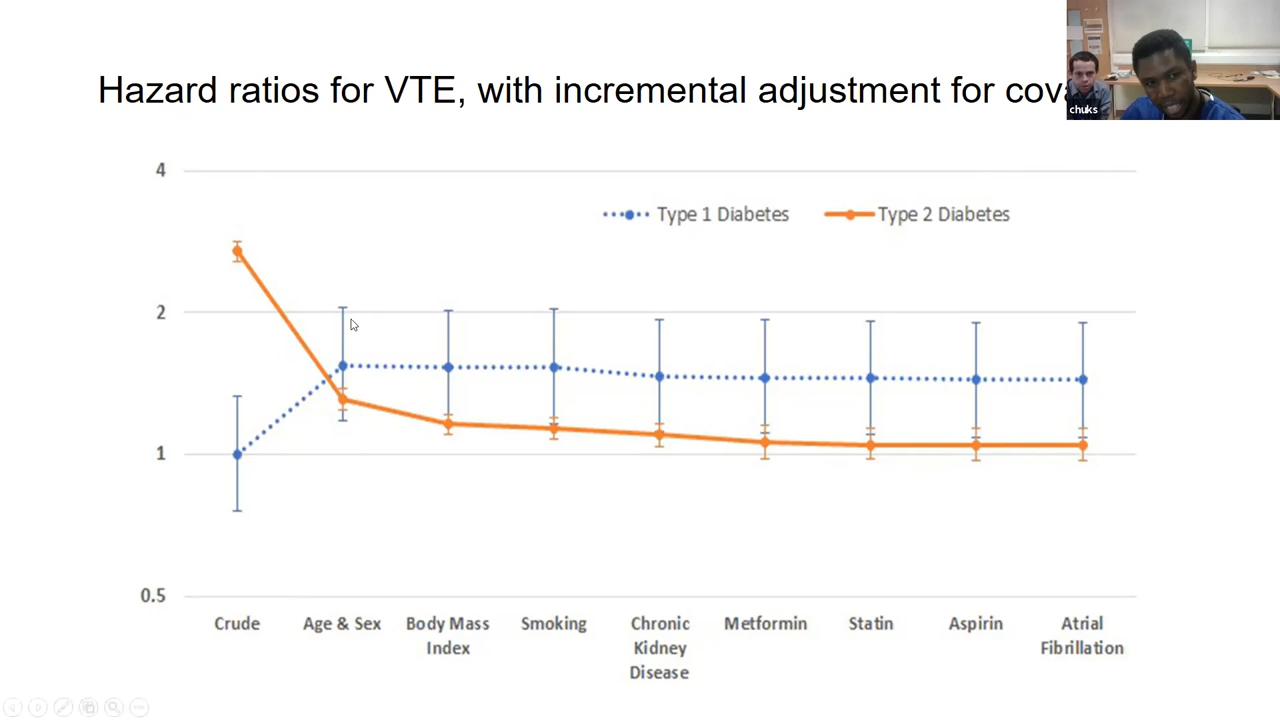 Hazard ratios for VTE, with incremental adjustment for
chuks
4
Type 1 Diabetes Type 2 Diabetes
2
1
0.5
Crude Age & Sex Body Mass Index Smoking Chronic Kidney Disease Metformin Statin Aspirin Atrial Fibrillation